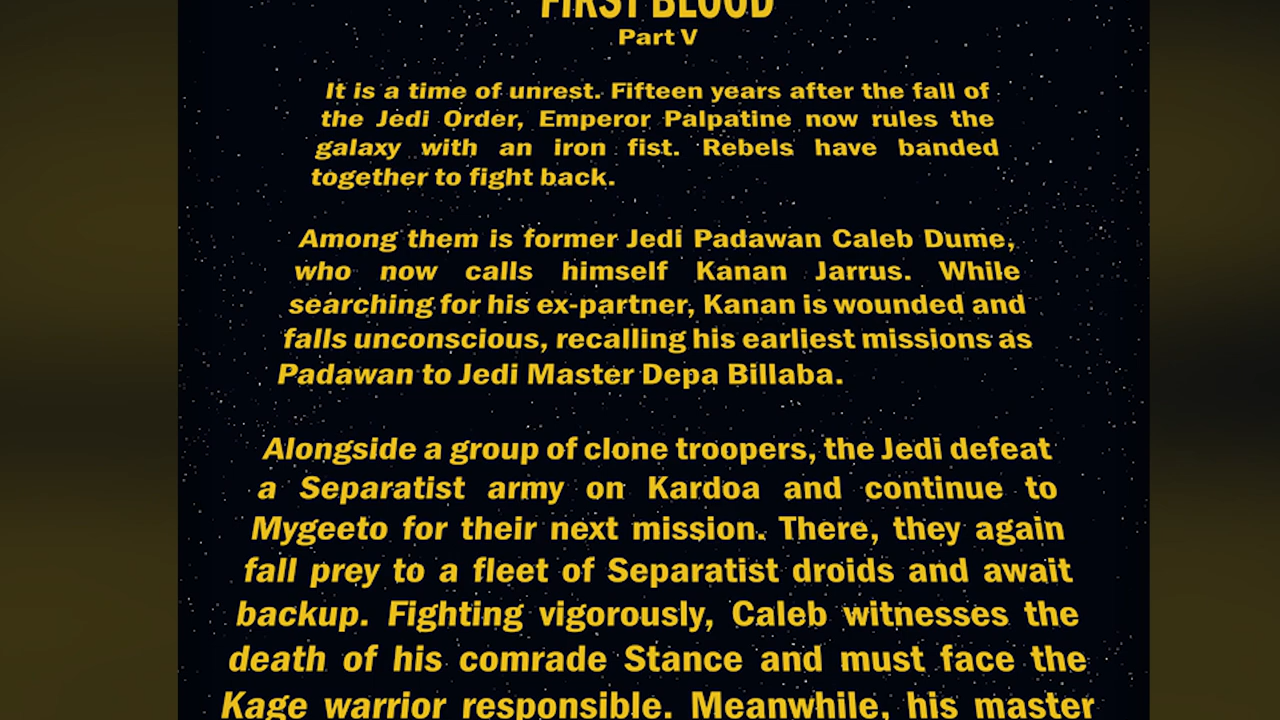 FIRST BLOOD
Part V
It is a time of unrest. Fifteen years after the fall of
the Jedi Order, Emperor Palpatine now rules the
galaxy with an iron fist. Rebels have banded
together to fight back.
Among them is former Jedi Padawan Caleb Dume,
who now calls himself Kanan Jarrus. While
searching for his ex-partner, Kanan is wounded and
falls unconscious, recalling his earliest missions as
Padawan to Jedi Master Depa Billaba.
Alongside a group of clone troopers, the Jedi defeat
a Separatist army on Kardoa and continue to
Mygeeto for their next mission. There, they again
fall prey to a fleet of Separatist droids and await
backup. Fighting vigorously, Caleb witnesses the
death of his comrade Stance and must face the
Kage warrior responsible. Meanwhile, his master